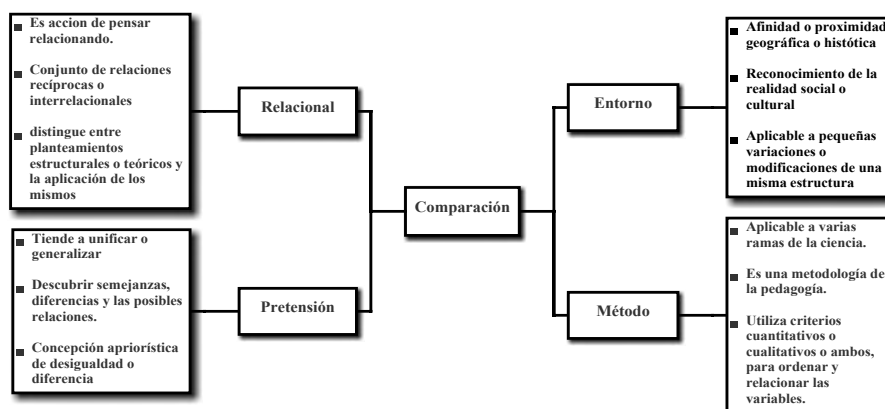 Es accion de pensar
relacionando.
Conjunto de relaciones
recíprocas o
interrelacionales
distingue entre
planteamientos
estructurales o teóricos y
la aplicación de los
mismos
Relacional
Tiende a unificar o
generalizar
Descubrir semejanzas,
diferencias y las posibles
relaciones.
Concepción apriorística
de desigualdad o
diferencia
Pretensión
Comparación
Entorno
Afinidad o proximidad
geográfica o histótica
Reconocimiento de la
realidad social o
cultural
Aplicable a pequeñas
variaciones o
modificaciones de una
misma estructura
Método
Aplicable a varias
ramas de la ciencia.
Es una metodología de
la pedagogía.
Utiliza criterios
cuantitativos o
cualitativos o ambos,
para ordenar y
relacionar las
variables.